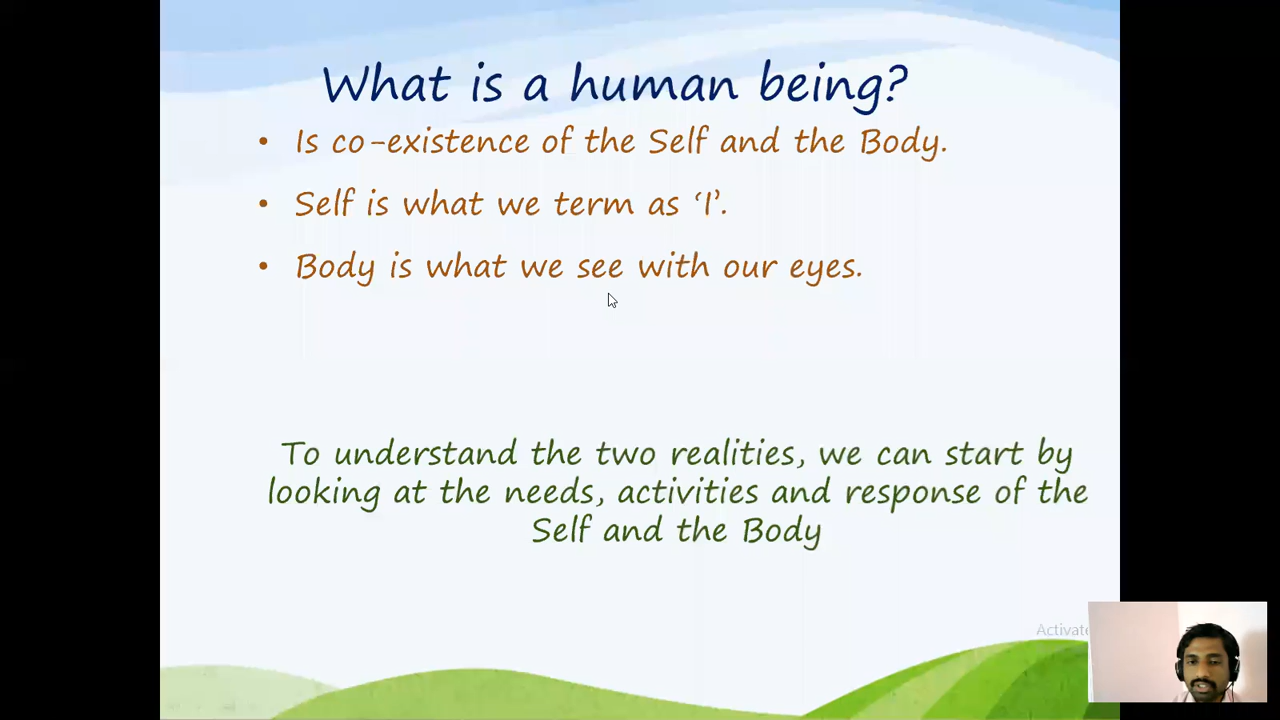 What is a human being?
• Is co-existence of the Self and the Body.
• Self is what we term as ‘I’.
• Body is what we see with our eyes.
To understand the two realities, we can start by
looking at the needs, activities and response of the
Self and the Body
Activate